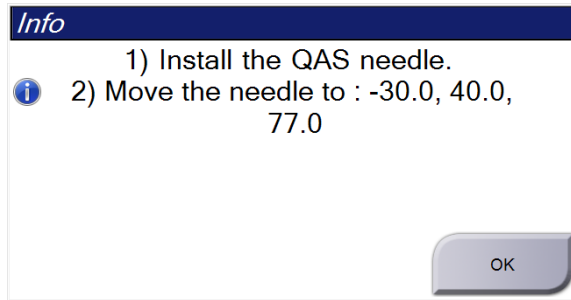 Info
1) Install the QAS needle.
2) Move the needle to : -30.0, 40.0,
77.0
OK